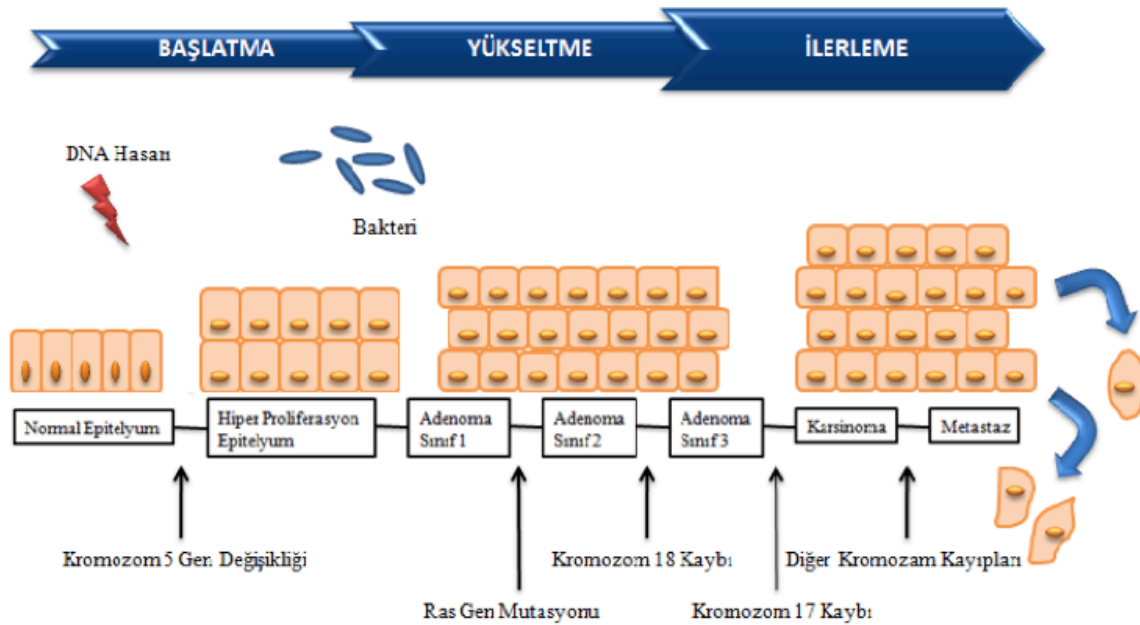 BAŞLATMA
YÜKSELTME
İLERLEME
DNA Hasarı
Bakteri
Normal Epitelyum
Hiper Proliferasyon
Epitelyum
Adenoma
Sınıf 1
Adenoma
Sınıf 2
Adenoma
Sınıf 3
Karsinoma
Metastaz
Kromozom 5 Gen Değişikliği
Kromozom 18 Kaybı
Diğer Kromozam Kayıpları
Ras Gen Mutasyonu
Kromozom 17 Kaybı